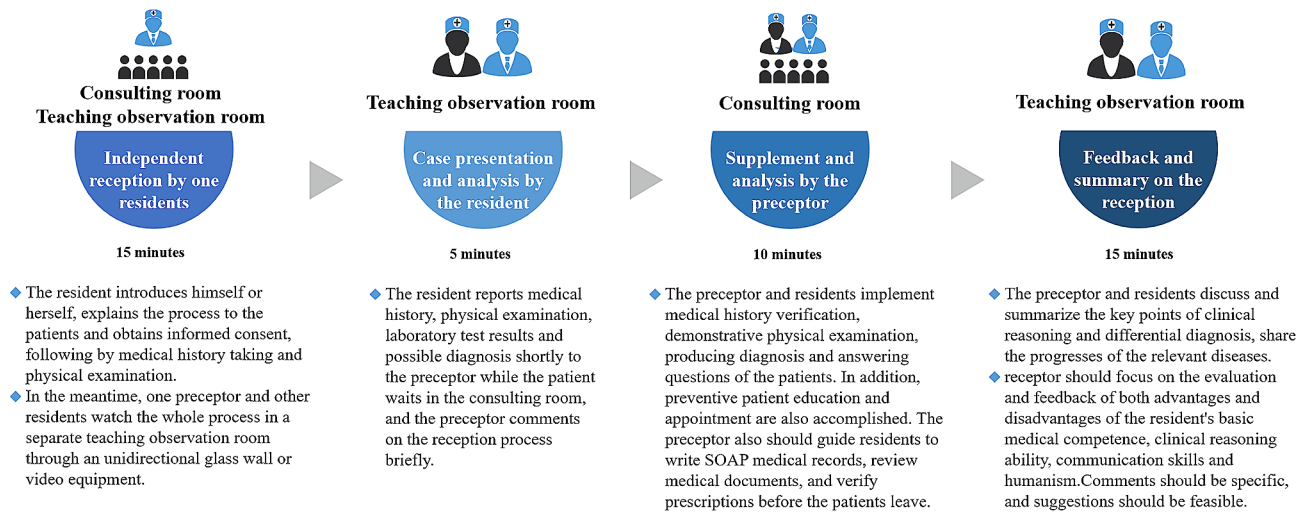 Consulting room
Teaching observation room
Independent
reception by one
residents
15 minutes
The resident introduces himself or
herself, explains the process to the
patients and obtains informed consent,
following by medical history taking and
physical examination.
In the meantime, one preceptor and other
residents watch the whole process in a
separate teaching observation room
through an unidirectional glass wall or
video equipment.
Teaching observation room
Case presentation
and analysis by
the resident
5 minutes
The resident reports medical
history, physical examination,
laboratory test results and
possible diagnosis shortly to
the preceptor while the patient
waits in the consulting room,
and the preceptor comments
on the reception process
briefly.
Consulting room
Supplement and
analysis by the
preceptor
10 minutes
The preceptor and residents implement
medical history verification,
demonstrative physical examination,
producing diagnosis and answering
questions of the patients. In addition,
preventive patient education and
appointment are also accomplished. The
preceptor also should guide residents to
write SOAP medical records, review
medical documents, and verify
prescriptions before the patients leave.
Teaching observation room
Feedback and
summary on the
reception
15 minutes
The preceptor and residents discuss and
summarize the key points of clinical
reasoning and differential diagnosis, share
the progresses of the relevant diseases.
receptor should focus on the evaluation
and feedback of both advantages and
disadvantages of the resident's basic
medical competence, clinical reasoning
ability, communication skills and
humanism.Comments should be specific,
and suggestions should be feasible.